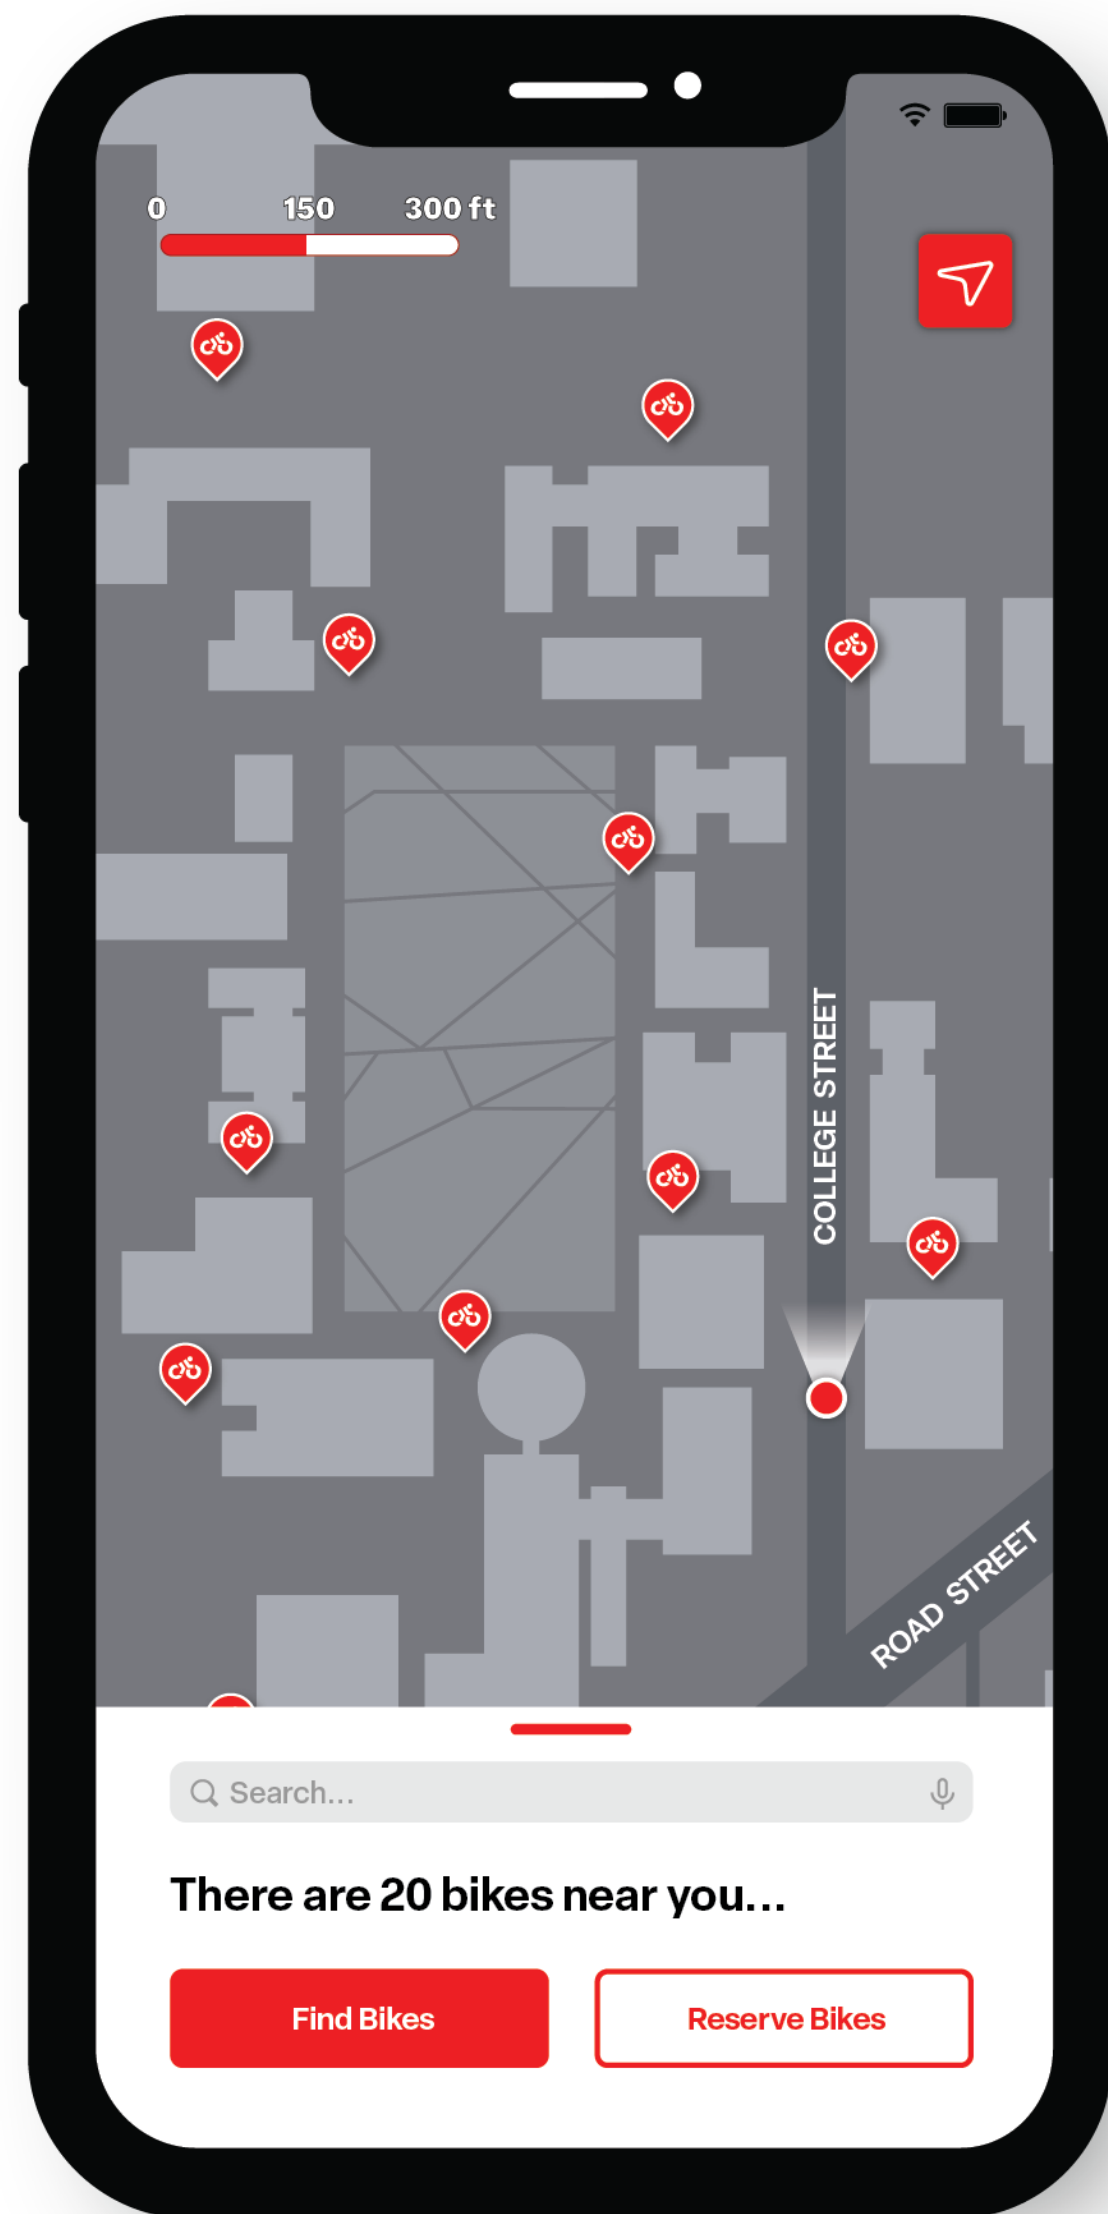 0 150 300 ft
COLLEGE STREET
ROAD STREET
Search...
There are 20 bikes near you...
Find Bikes
Reserve Bikes